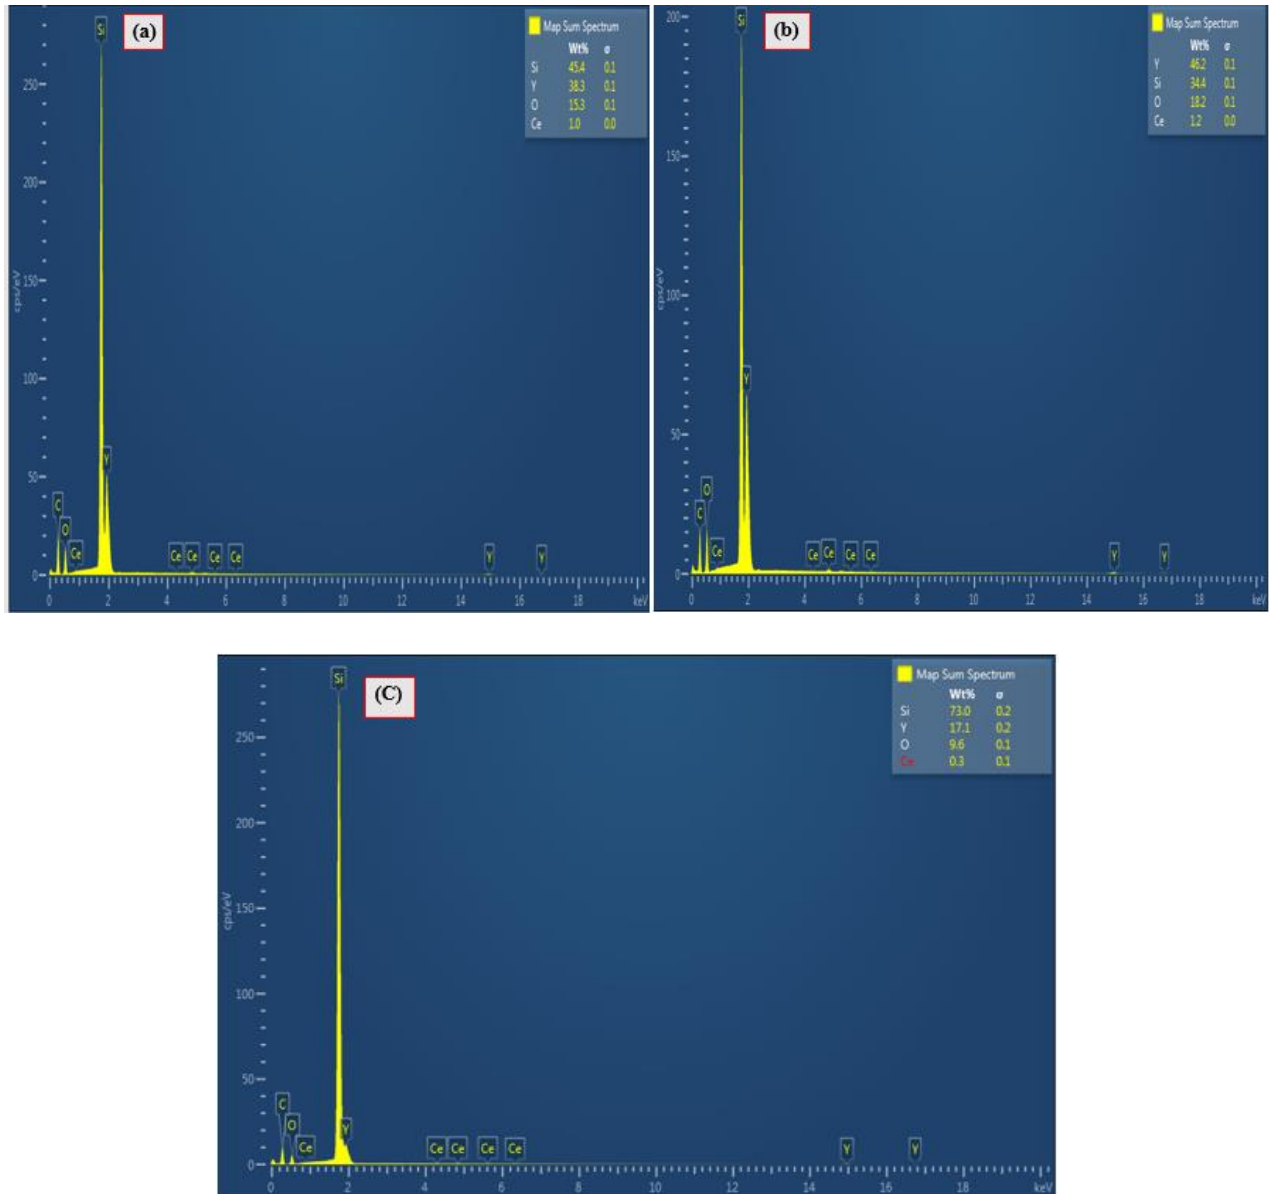 (a)
Map Sum Spectrum
Wt% σ
Si 45.4 0.1
Y 38.3 0.1
O 15.3 0.1
Ce 1.0 0.0
cps/eV
250
200
150
100
50
0
Si
Y
C
O
Ce
Ce Ce Ce Ce
Y Y
0 2 4 6 8 10 12 14 16 18 keV
(b)
Map Sum Spectrum
Wt% σ
Y 46.2 0.1
Si 34.4 0.1
O 18.2 0.1
Ce 1.2 0.0
cps/eV
200
150
100
50
0
Si
Y
O
C
Ce
Ce Ce Ce Ce
Y Y
0 2 4 6 8 10 12 14 16 18 keV
(C)
Map Sum Spectrum
Wt% σ
Si 73.0 0.2
Y 17.1 0.2
O 9.6 0.1
Ce 0.3 0.1
cps/eV
250
200
150
100
50
0
Si
C
O
Y
Ce
Ce Ce Ce Ce
Y Y
0 2 4 6 8 10 12 14 16 18 keV